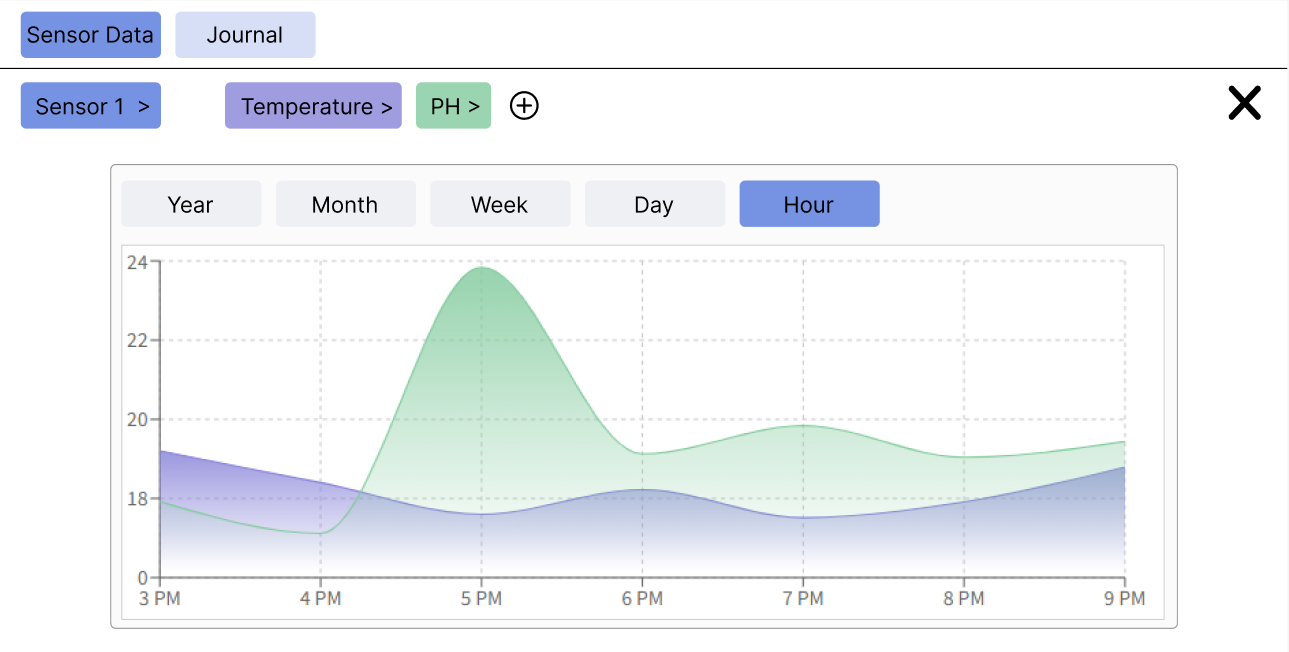 Sensor Data Journal
Sensor 1 > Temperature > PH >
Year Month Week Day Hour
24
22
20
18
0
3 PM 4 PM 5 PM 6 PM 7 PM 8 PM 9 PM